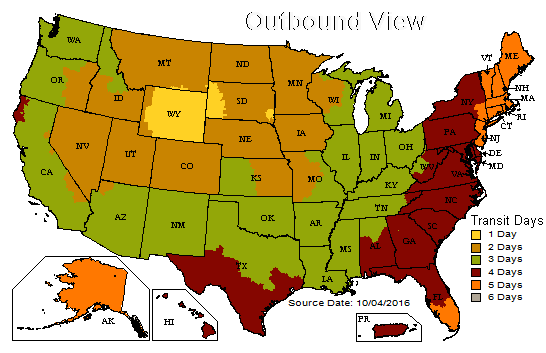 Outbound View
WA
MT
ND
MN
VT
ME
OR
ID
WY
SD
WI
MI
NY
NH
MA
RI
CT
NV
UT
CO
NE
IA
IL
IN
OH
PA
NJ
DE
MD
CA
KS
MO
KY
WV
VA
AZ
NM
OK
AR
TN
NC
SC
TX
LA
MS
AL
GA
FL
AK
HI
PR
Transit Days
1 Day
2 Days
3 Days
4 Days
5 Days
6 Days
Source Date: 10/04/2016